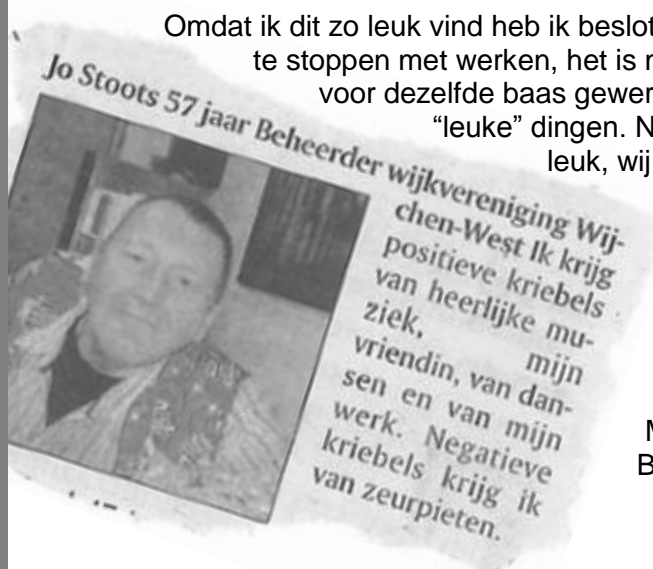 Omdat ik dit zo leuk vind heb ik beslot
te stoppen met werken, het is
voor dezelfde baas gewer
“leuke” dingen. N
leuk, wij
Jo Stoots 57 jaar Beheerder wijkvereniging Wij-
chen-West Ik krijg
positieve kriebels
van heerlijke mu-
ziek, mijn
vriendin, van dan-
sen en van mijn
werk. Negatieve
kriebels krijg ik
van zeurpieten.
M
B